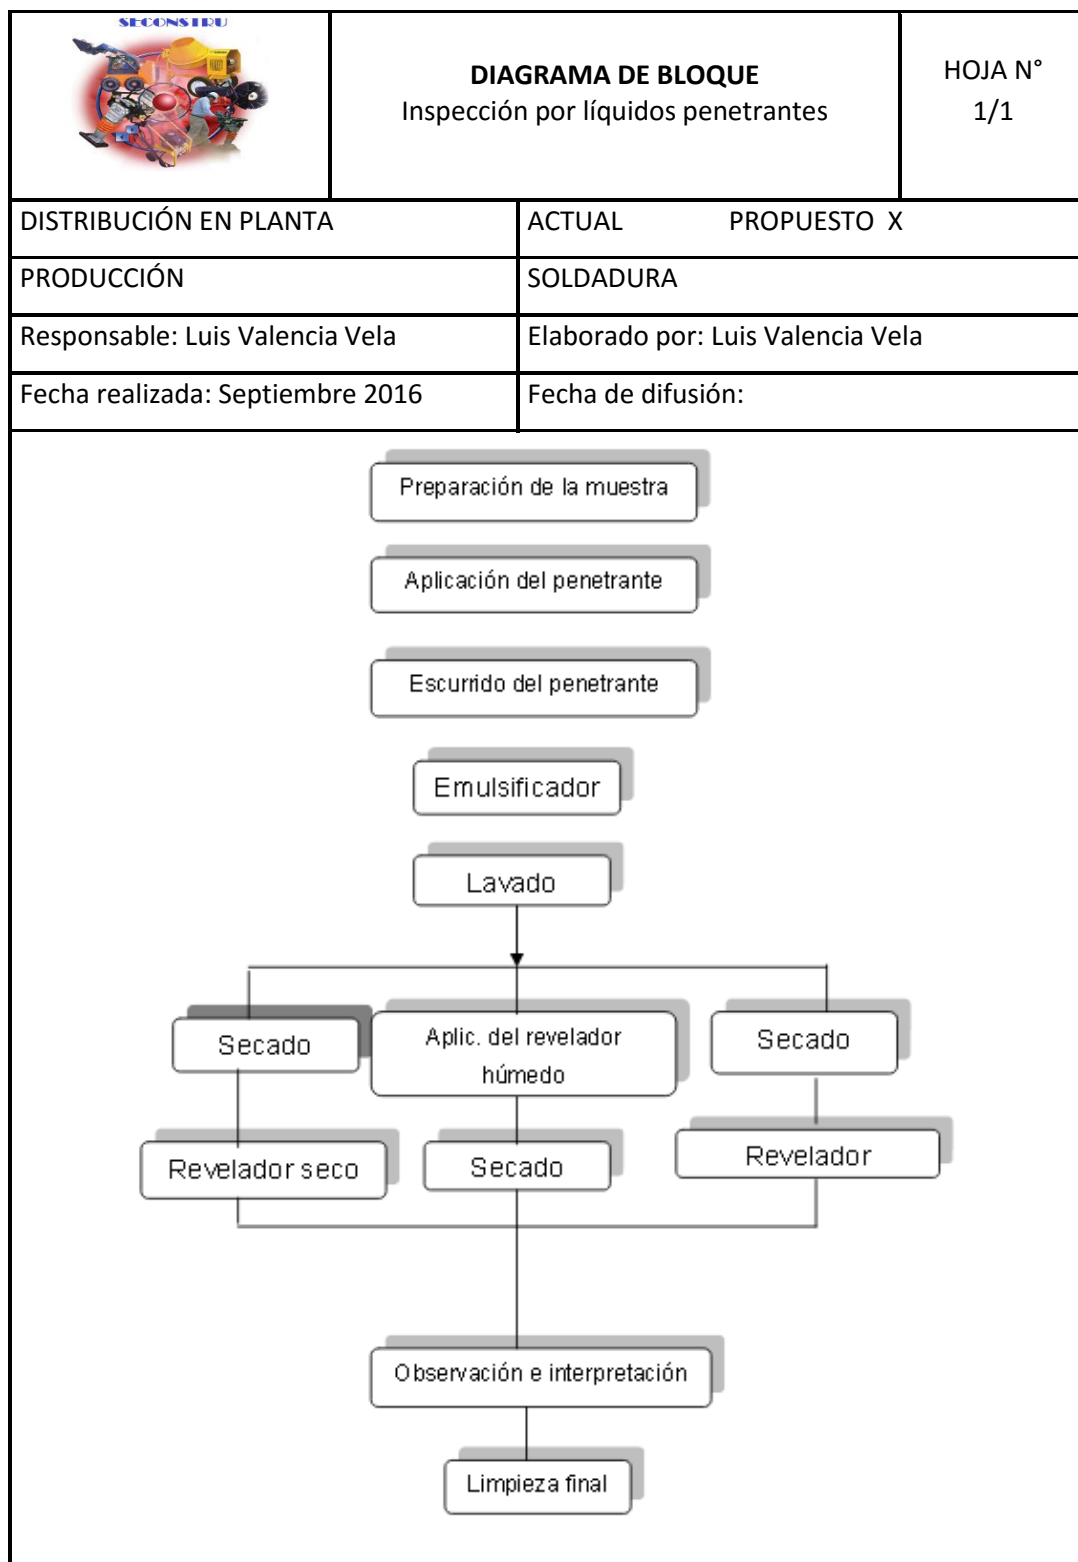 SECONSTRU
DIAGRAMA DE BLOQUE
Inspección por líquidos penetrantes
HOJA N°
1/1
DISTRIBUCIÓN EN PLANTA
ACTUAL PROPUESTO X
PRODUCCIÓN
SOLDADURA
Responsable: Luis Valencia Vela
Elaborado por: Luis Valencia Vela
Fecha realizada: Septiembre 2016
Fecha de difusión:
Preparación de la muestra
Aplicación del penetrante
Escurrido del penetrante
Emulsificador
Lavado
Secado
Aplic. del revelador
húmedo
Secado
Revelador seco
Secado
Revelador
Observación e interpretación
Limpieza final